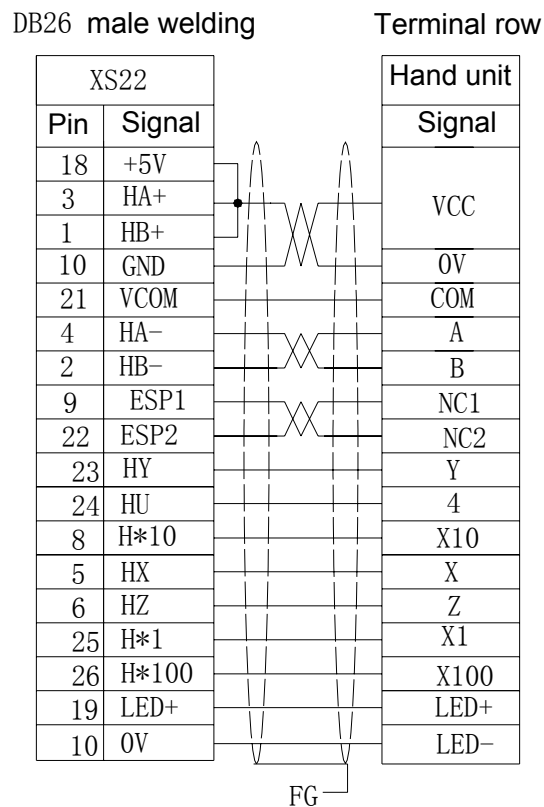 DB26 male welding Terminal row
XS22 Hand unit
Pin Signal Signal
18 +5V
3 HA+ VCC
1 HB+
10 GND 0V
21 VCOM COM
4 HA- A
2 HB- B
9 ESP1 NC1
22 ESP2 NC2
23 HY Y
24 HU 4
8 H*10 X10
5 HX X
6 HZ Z
25 H*1 X1
26 H*100 X100
19 LED+ LED+
10 0V LED-
FG